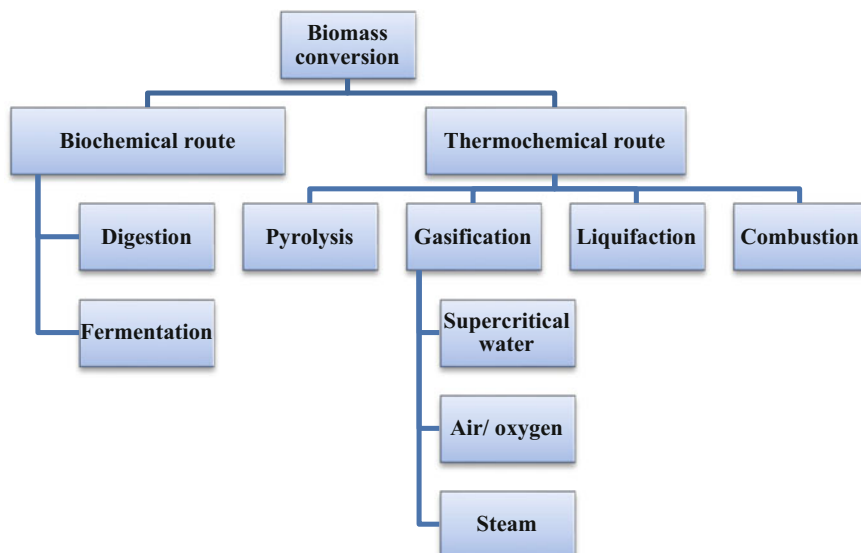 Biomass
conversion
Biochemical route
Thermochemical route
Digestion
Pyrolysis
Gasification
Liquifaction
Combustion
Fermentation
Supercritical
water
Air/ oxygen
Steam